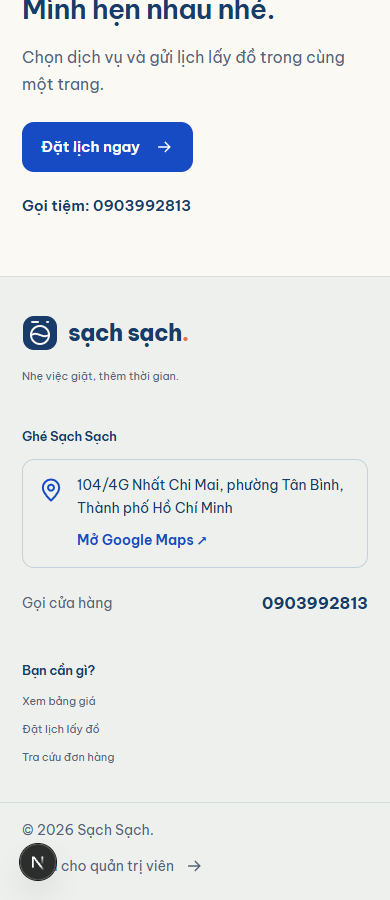 Mình hẹn nhau nhé.
Chọn dịch vụ và gửi lịch lấy đồ trong cùng
một trang.
Đặt lịch ngay →
Gọi tiệm: 0903992813
sạch sạch.
Nhẹ việc giặt, thêm thời gian.
Ghé Sạch Sạch
104/4G Nhất Chi Mai, phường Tân Bình,
Thành phố Hồ Chí Minh
Mở Google Maps ↗
Gọi cửa hàng 0903992813
Bạn cần gì?
Xem bảng giá
Đặt lịch lấy đồ
Tra cứu đơn hàng
© 2026 Sạch Sạch.
N cho quản trị viên →